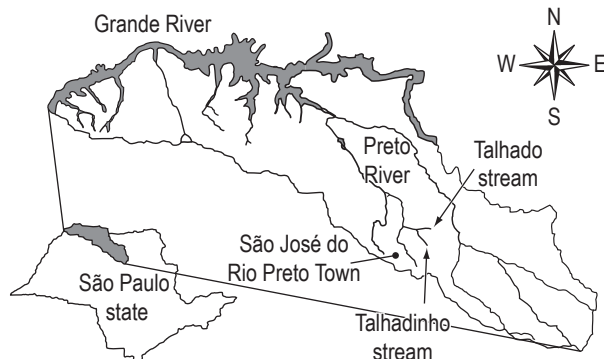 Grande River
N
W
E
S
Preto
River
Talhado
stream
São José do
Rio Preto Town
São Paulo
state
Talhadinho
stream